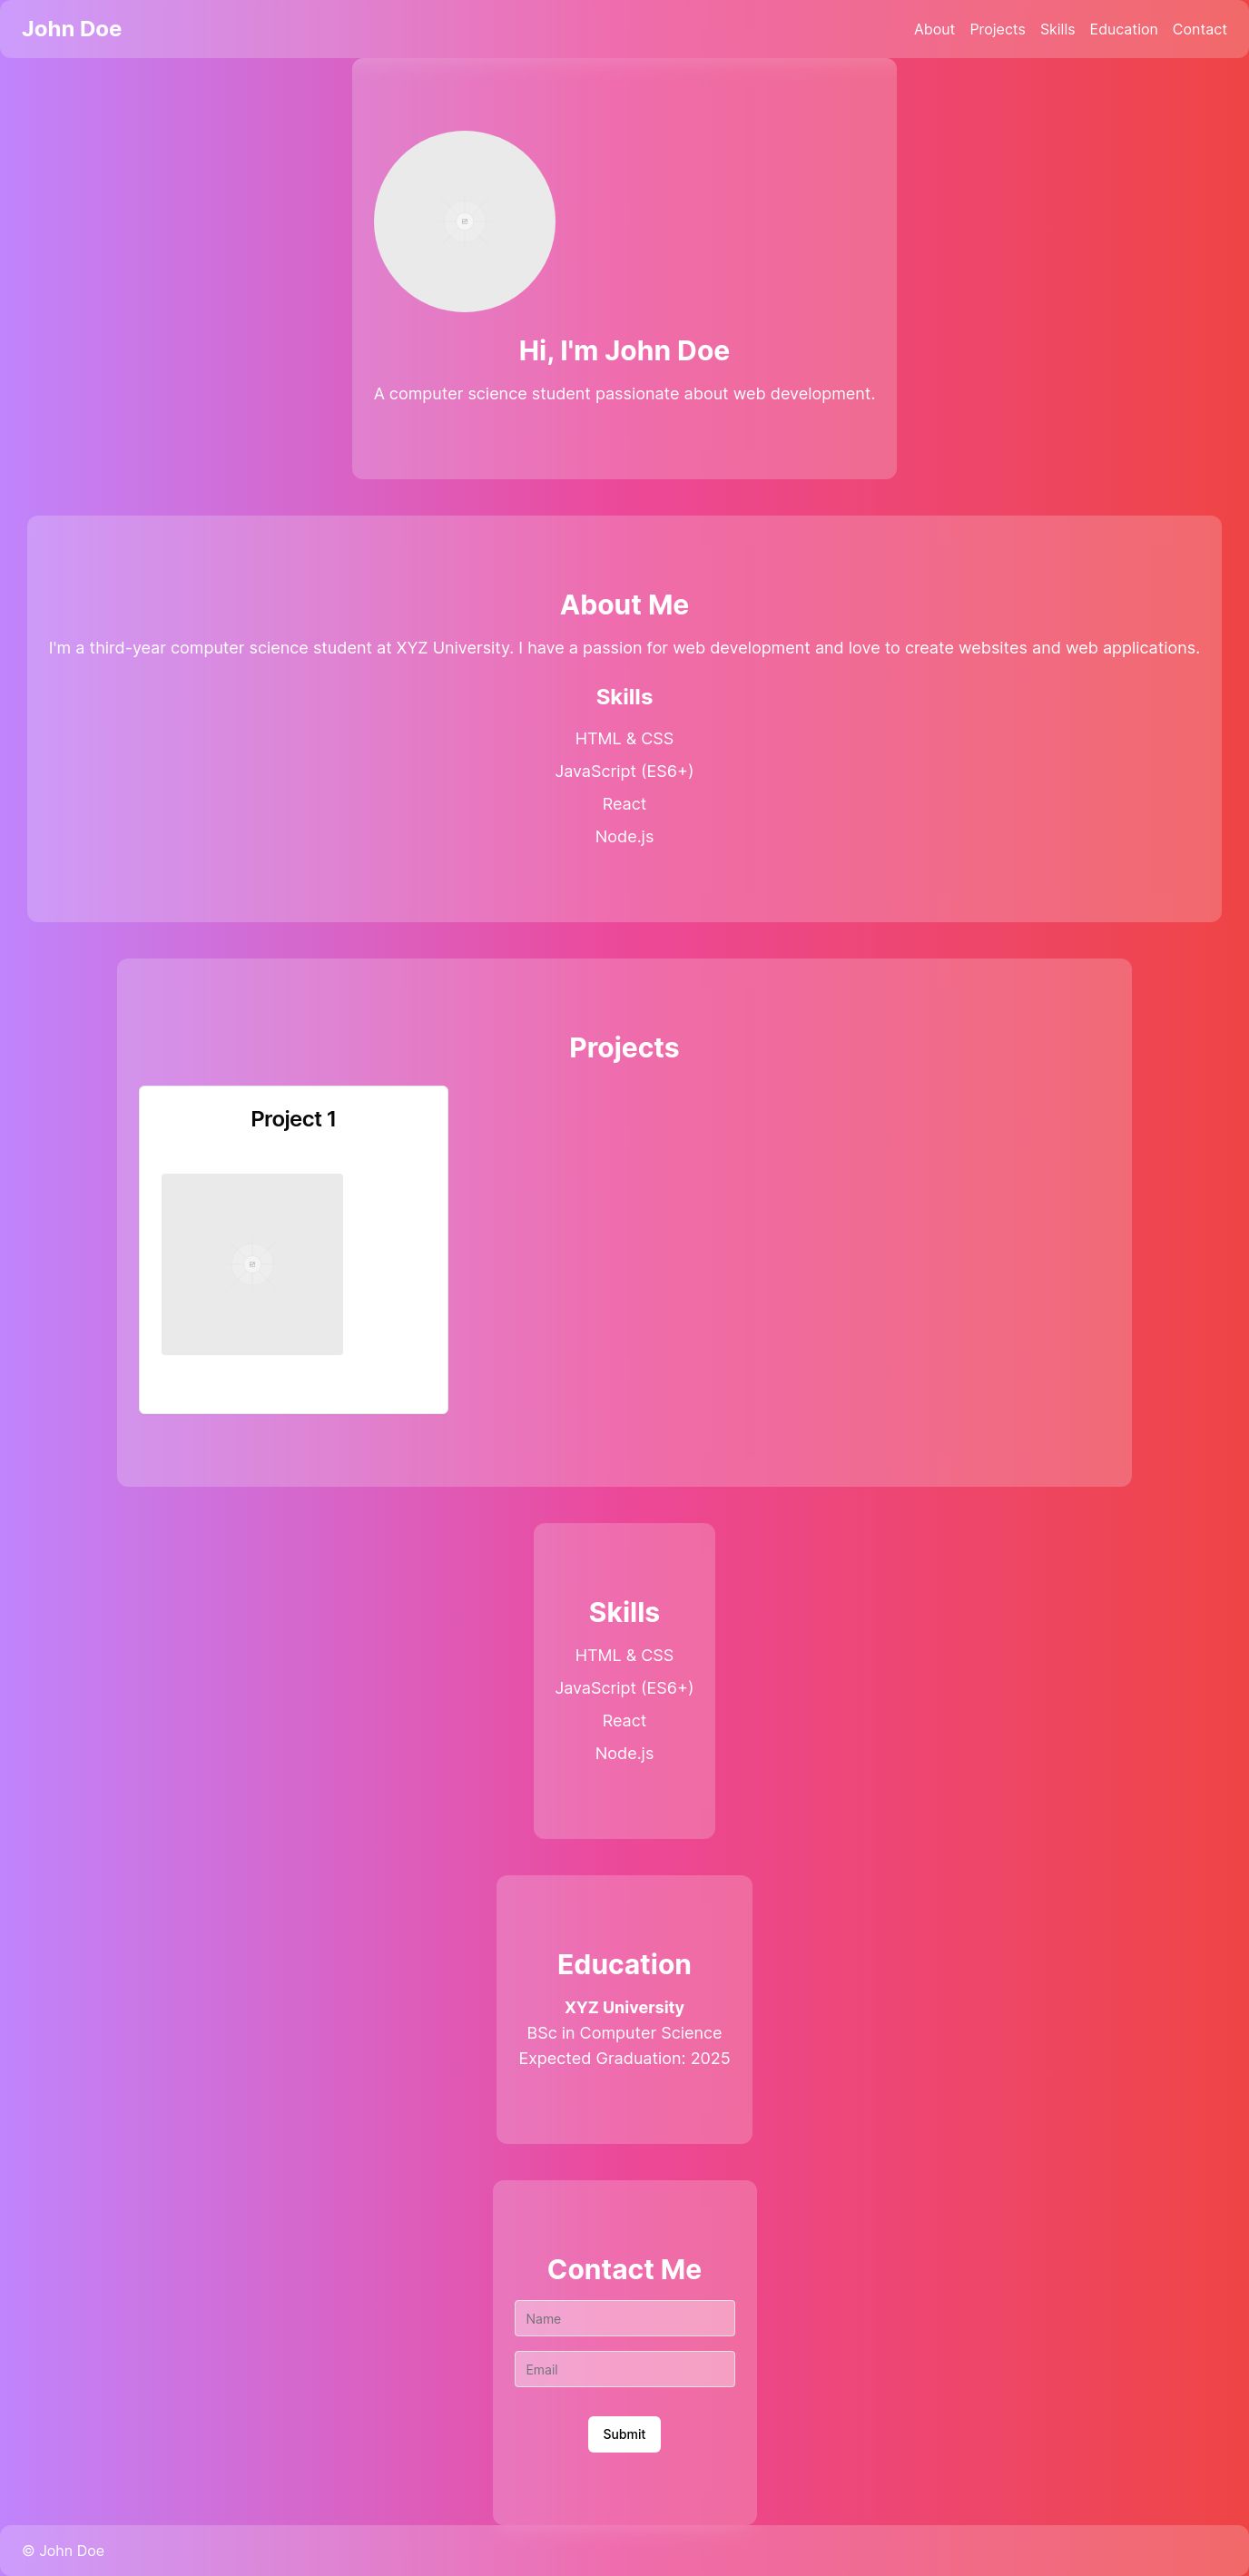 John Doe
About Projects Skills Education Contact
Hi, I'm John Doe
A computer science student passionate about web development.
About Me
I'm a third-year computer science student at XYZ University. I have a passion for web development and love to create websites and web applications.
Skills
HTML & CSS
JavaScript (ES6+)
React
Node.js
Projects
Project 1
Skills
HTML & CSS
JavaScript (ES6+)
React
Node.js
Education
XYZ University
BSc in Computer Science
Expected Graduation: 2025
Contact Me
Name
Email
Submit
© John Doe